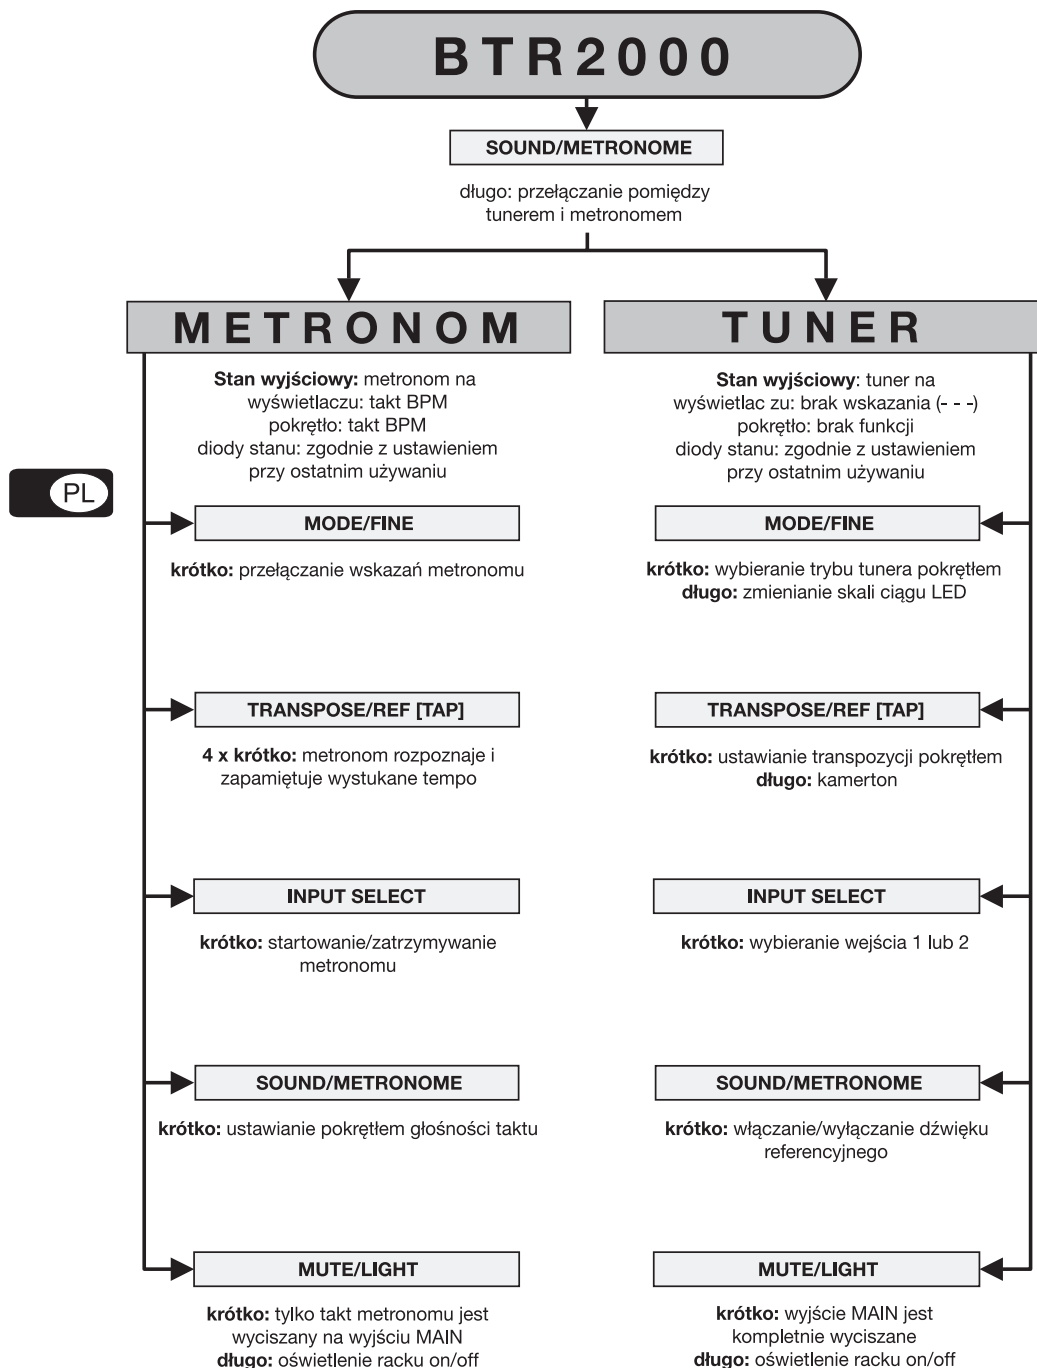 BTR2000
SOUND/METRONOME
długo: przełączanie pomiędzy
tunerem i metronomem
METRONOM
Stan wyjściowy: metronom na
wyświetlaczu: takt BPM
pokrętło: takt BPM
diody stanu: zgodnie z ustawieniem
przy ostatnim używaniu
PL
MODE/FINE
krótko: przełączanie wskazań metronomu
TRANSPOSE/REF [TAP]
4 x krótko: metronom rozpoznaje i
zapamiętuje wystukane tempo
INPUT SELECT
krótko: startowanie/zatrzymywanie
metronomu
SOUND/METRONOME
krótko: ustawianie pokrętłem głośności taktu
MUTE/LIGHT
krótko: tylko takt metronomu jest
wyciszany na wyjściu MAIN
długo: oświetlenie racku on/off
TUNER
Stan wyjściowy: tuner na
wyświetlac zu: brak wskazania (- - -)
pokrętło: brak funkcji
diody stanu: zgodnie z ustawieniem
przy ostatnim używaniu
MODE/FINE
krótko: wybieranie trybu tunera pokrętłem
długo: zmienianie skali ciągu LED
TRANSPOSE/REF [TAP]
krótko: ustawianie transpozycji pokrętłem
długo: kamerton
INPUT SELECT
krótko: wybieranie wejścia 1 lub 2
SOUND/METRONOME
krótko: włączanie/wyłączanie dźwięku
referencyjnego
MUTE/LIGHT
krótko: wyjście MAIN jest
kompletnie wyciszane
długo: oświetlenie racku on/off